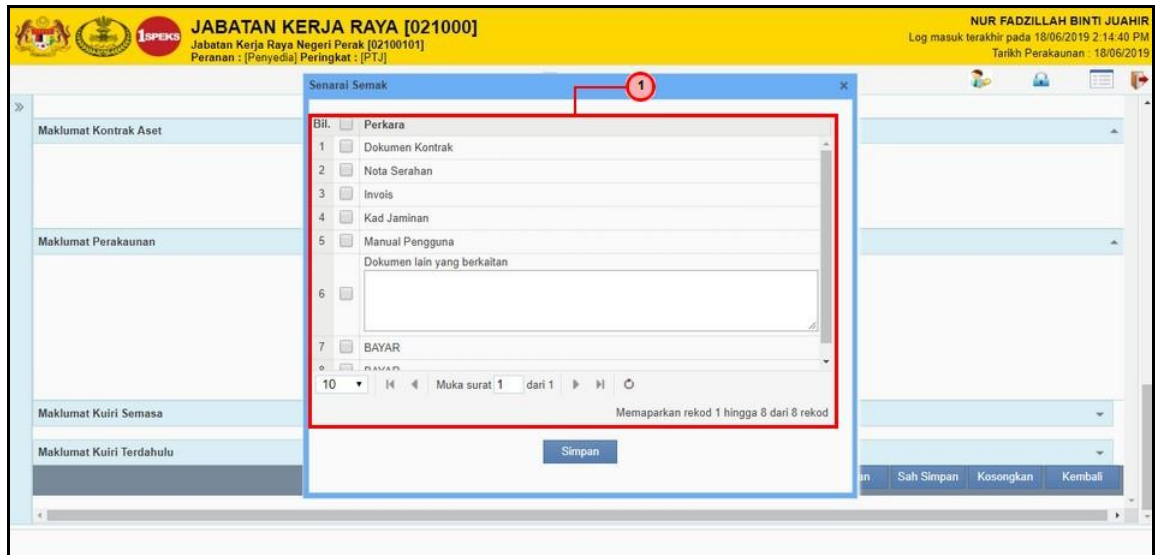 1SPEKS
JABATAN KERJA RAYA [021000]
Jabatan Kerja Raya Negeri Perak [02100101]
Peranan : [Penyedia] Peringkat : [PTJ]
NUR FADZILLAH BINTI JUAHIR
Log masuk terakhir pada 18/06/2019 2:14:40 PM
Tarikh Perakaunan : 18/06/2019
Senarai Semak
1
Bil. Perkara
1 Dokumen Kontrak
2 Nota Serahan
3 Invois
4 Kad Jaminan
5 Manual Pengguna
Dokumen lain yang berkaitan
6
7 BAYAR
8 BAYAR
10 Muka surat 1 dari 1
Memaparkan rekod 1 hingga 8 dari 8 rekod
Simpan
Maklumat Kontrak Aset
Maklumat Perakaunan
Maklumat Kuiri Semasa
Maklumat Kuiri Terdahulu
Sah Simpan Kosongkan Kembali